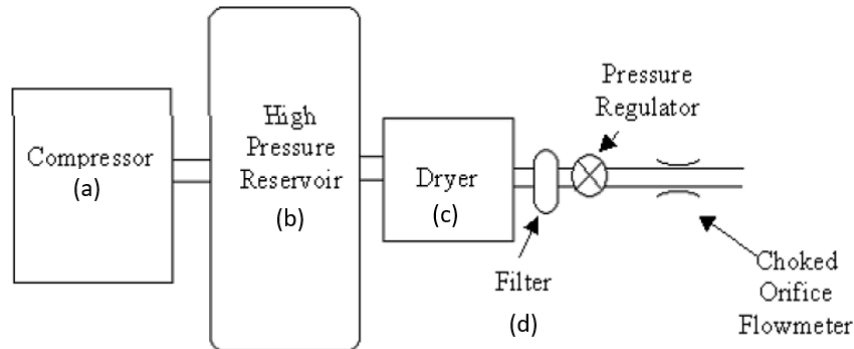 Compressor
(a)
High
Pressure
Reservoir
(b)
Dryer
(c)
Filter
(d)
Pressure
Regulator
Choked
Orifice
Flowmeter